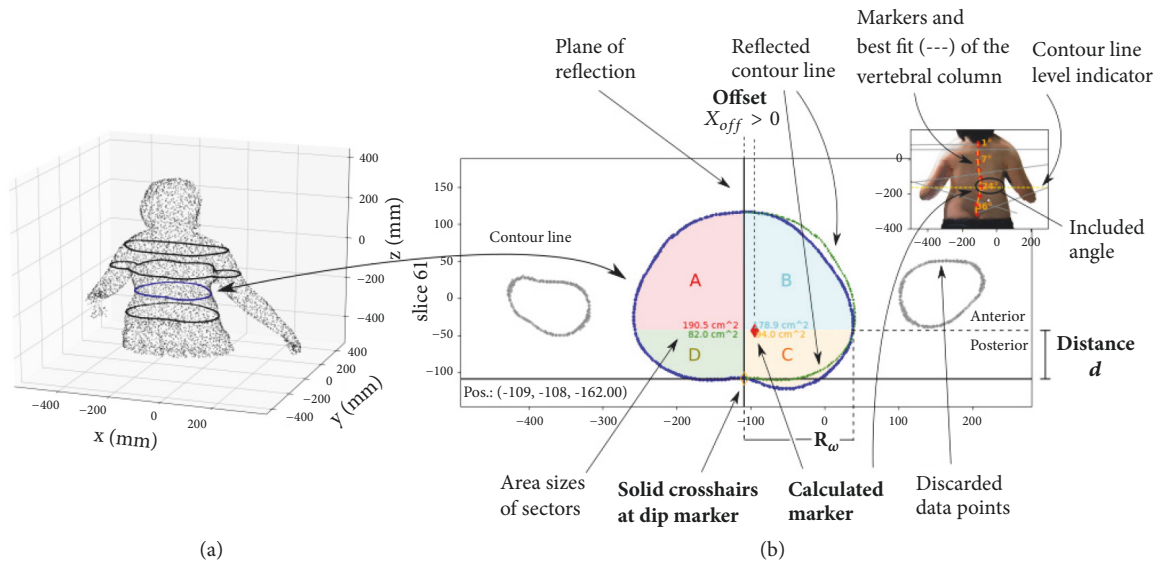 Plane of
reflection
Reflected
contour line
Offset
X_off > 0
Markers and
best fit (---) of the
vertebral column
Contour line
level indicator
400
200
0
−200
−400
z (mm)
400
200
0
−200
−400
y (mm)
−400
−200
0
200
x (mm)
(a)
Contour line
slice 61
150
100
50
0
−50
−100
A
B
190.5 cm^2
178.9 cm^2
82.0 cm^2
94.0 cm^2
D
C
Pos.: (-109, -108, -162.00)
−400
−300
−200
−100
0
100
200
R_ω
0
−200
−400
1°
7°
24°
−400
−200
0
200
Included
angle
Anterior
Posterior
Distance
d
Area sizes
of sectors
Solid crosshairs
at dip marker
Calculated
marker
Discarded
data points
(b)